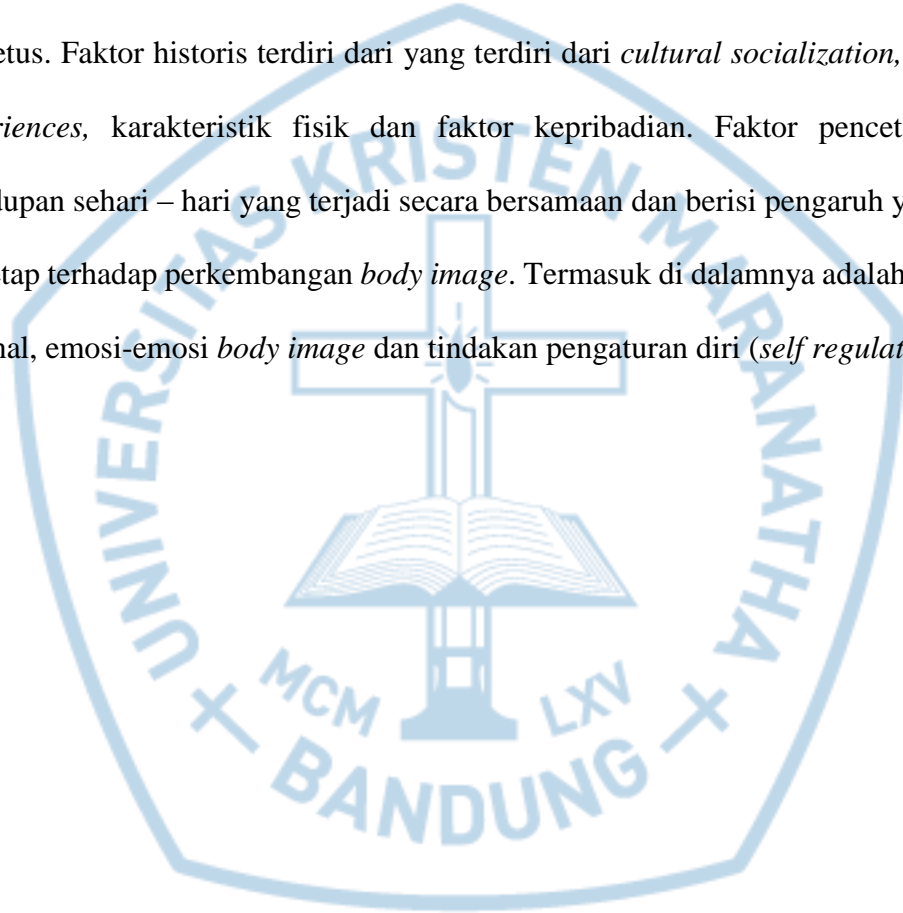 etus. Faktor historis terdiri dari yang terdiri dari cultural socialization,
riences, karakteristik fisik dan faktor kepribadian. Faktor pencet
lupan sehari – hari yang terjadi secara bersamaan dan berisi pengaruh y
etap terhadap perkembangan body image. Termasuk di dalamnya adalah
nal, emosi-emosi body image dan tindakan pengaturan diri (self regulat
UNIVERSITAS KRISTEN MARANATHA
MCM LXV
BANDUNG